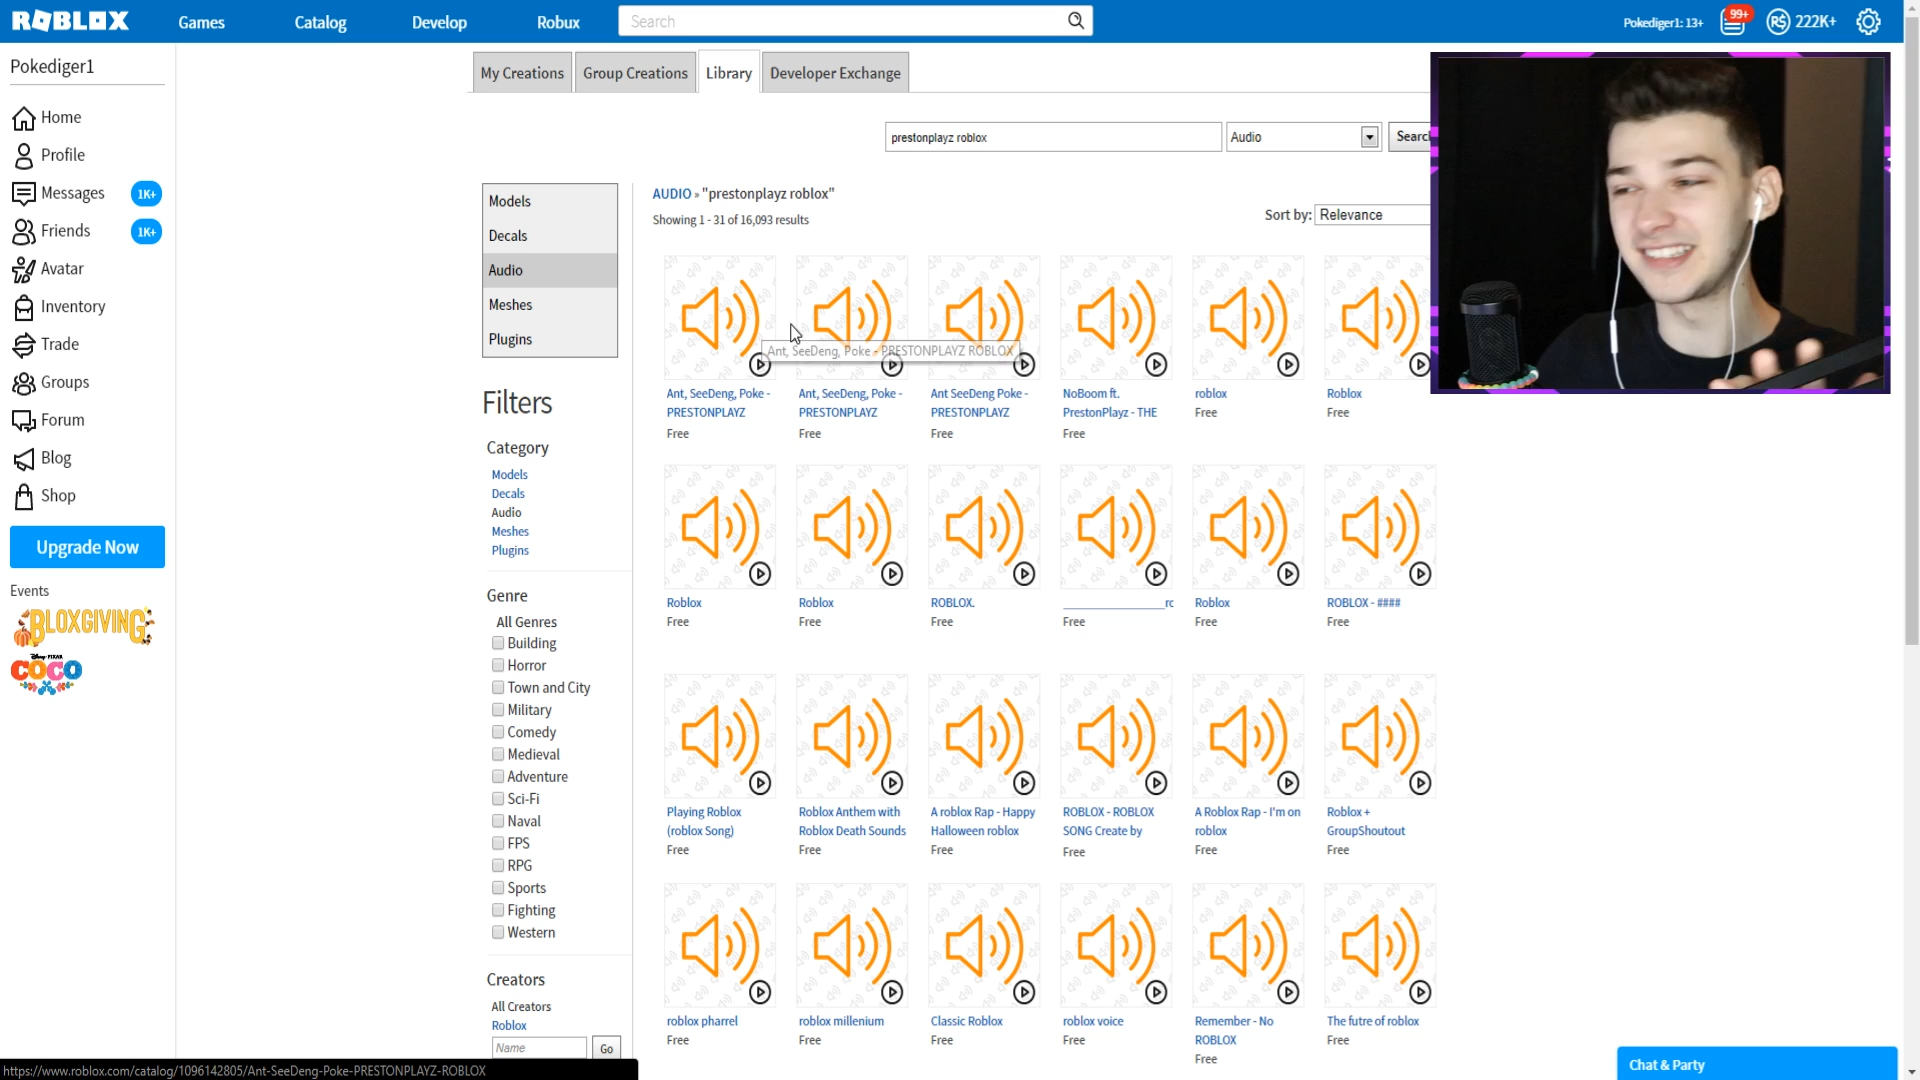 ROBLOX
Games
Catalog
Develop
Robux
Search
Pokediger1: 13+
99+
R$ 222K+
Pokediger1
Home
Profile
Messages 1K+
Friends 1K+
Avatar
Inventory
Trade
Groups
Forum
Blog
Shop
Upgrade Now
Events
BLOXGIVING
Disney PIXAR
COCO
My Creations
Group Creations
Library
Developer Exchange
prestonplayz roblox
Audio
Searc
Models
Decals
Audio
Meshes
Plugins
Filters
Category
Models
Decals
Audio
Meshes
Plugins
Genre
All Genres
Building
Horror
Town and City
Military
Comedy
Medieval
Adventure
Sci-Fi
Naval
FPS
RPG
Sports
Fighting
Western
Creators
All Creators
Roblox
Name
Go
AUDIO » "prestonplayz roblox"
Showing 1 - 31 of 16,093 results
Sort by: Relevance
Ant, SeeDeng, Poke - PRESTONPLAYZ ROBLOX
Ant, SeeDeng, Poke -
PRESTONPLAYZ
Free
Ant, SeeDeng, Poke -
PRESTONPLAYZ
Free
Ant SeeDeng Poke -
PRESTONPLAYZ
Free
NoBoom ft.
PrestonPlayz - THE
Free
roblox
Free
Roblox
Free
Roblox
Free
Roblox
Free
ROBLOX.
Free
__________________rc
Free
Roblox
Free
ROBLOX - ####
Free
Playing Roblox
(roblox Song)
Free
Roblox Anthem with
Roblox Death Sounds
Free
A roblox Rap - Happy
Halloween roblox
Free
ROBLOX - ROBLOX
SONG Create by
Free
A Roblox Rap - I'm on
roblox
Free
Roblox +
GroupShoutout
Free
roblox pharrel
Free
roblox millenium
Free
Classic Roblox
Free
roblox voice
Free
Remember - No
ROBLOX
Free
The futre of roblox
Free
https://www.roblox.com/catalog/1096142805/Ant-SeeDeng-Poke-PRESTONPLAYZ-ROBLOX
Chat & Party